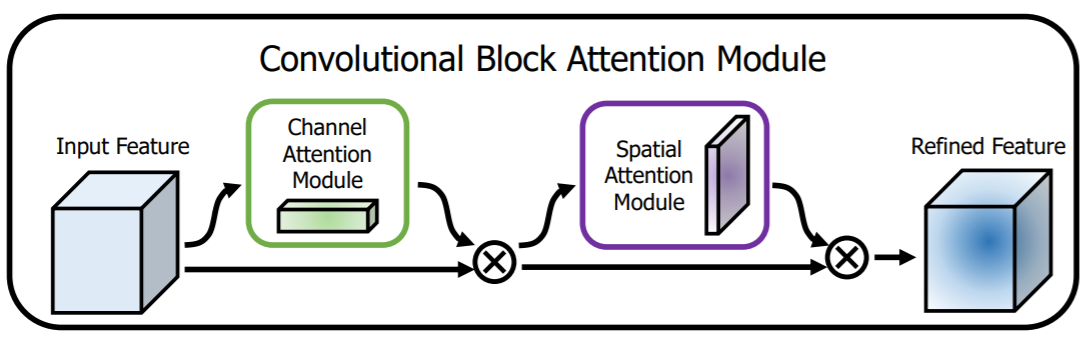 Convolutional Block Attention Module
Input Feature
Channel
Attention
Module
Spatial
Attention
Module
Refined Feature